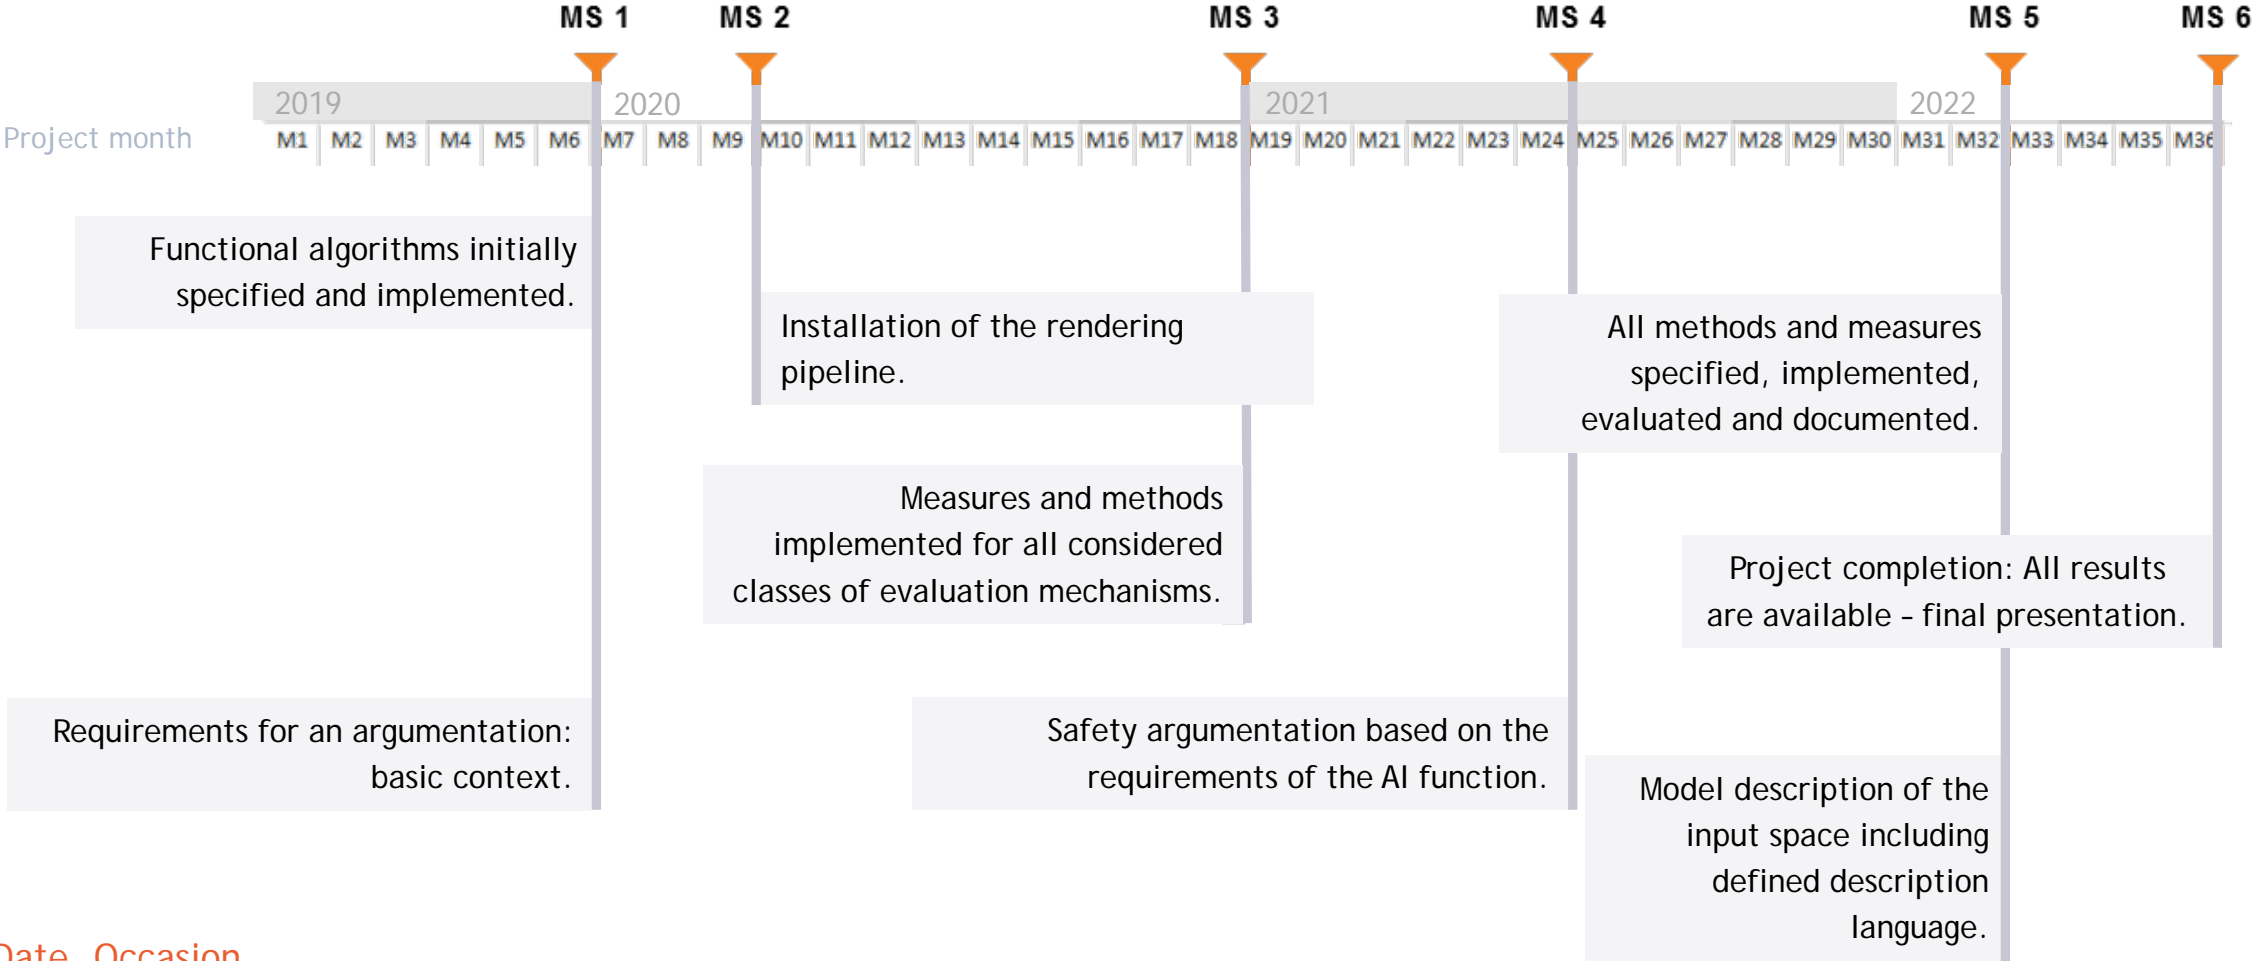 MS 1 MS 2 MS 3 MS 4 MS 5 MS 6
2019 2020 2021 2022
Project month M1 M2 M3 M4 M5 M6 M7 M8 M9 M10 M11 M12 M13 M14 M15 M16 M17 M18 M19 M20 M21 M22 M23 M24 M25 M26 M27 M28 M29 M30 M31 M32 M33 M34 M35 M36
Functional algorithms initially
specified and implemented.
Installation of the rendering
pipeline.
All methods and measures
specified, implemented,
evaluated and documented.
Measures and methods
implemented for all considered
classes of evaluation mechanisms.
Project completion: All results
are available – final presentation.
Requirements for an argumentation:
basic context.
Safety argumentation based on the
requirements of the AI function.
Model description of the
input space including
defined description
language.
Date, Occasion